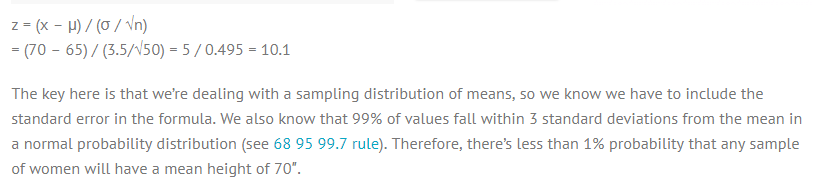 z = (x – μ) / (σ / √n)
= (70 – 65) / (3.5/√50) = 5 / 0.495 = 10.1
The key here is that we’re dealing with a sampling distribution of means, so we know we have to include the
standard error in the formula. We also know that 99% of values fall within 3 standard deviations from the mean in
a normal probability distribution (see 68 95 99.7 rule). Therefore, there’s less than 1% probability that any sample
of women will have a mean height of 70″.